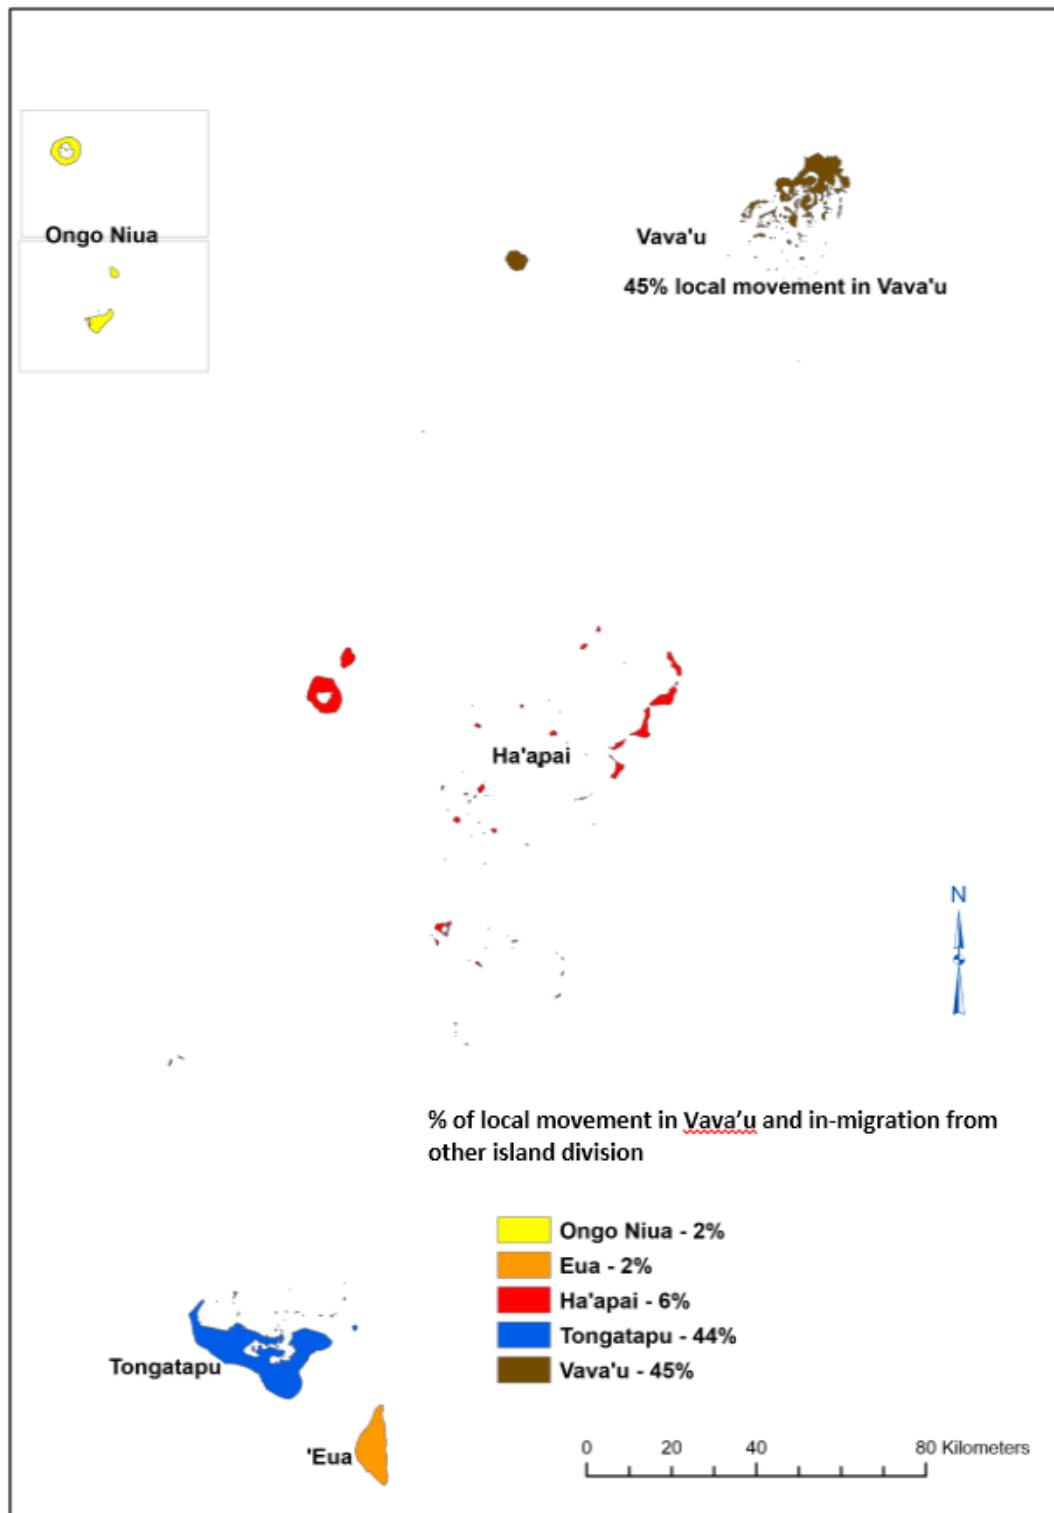 Ongo Niua
Vava'u
45% local movement in Vava'u
Ha'apai
N
% of local movement in Vava’u and in-migration from
other island division
Ongo Niua - 2%
Eua - 2%
Ha'apai - 6%
Tongatapu - 44%
Vava'u - 45%
Tongatapu
'Eua
0 20 40 80 Kilometers